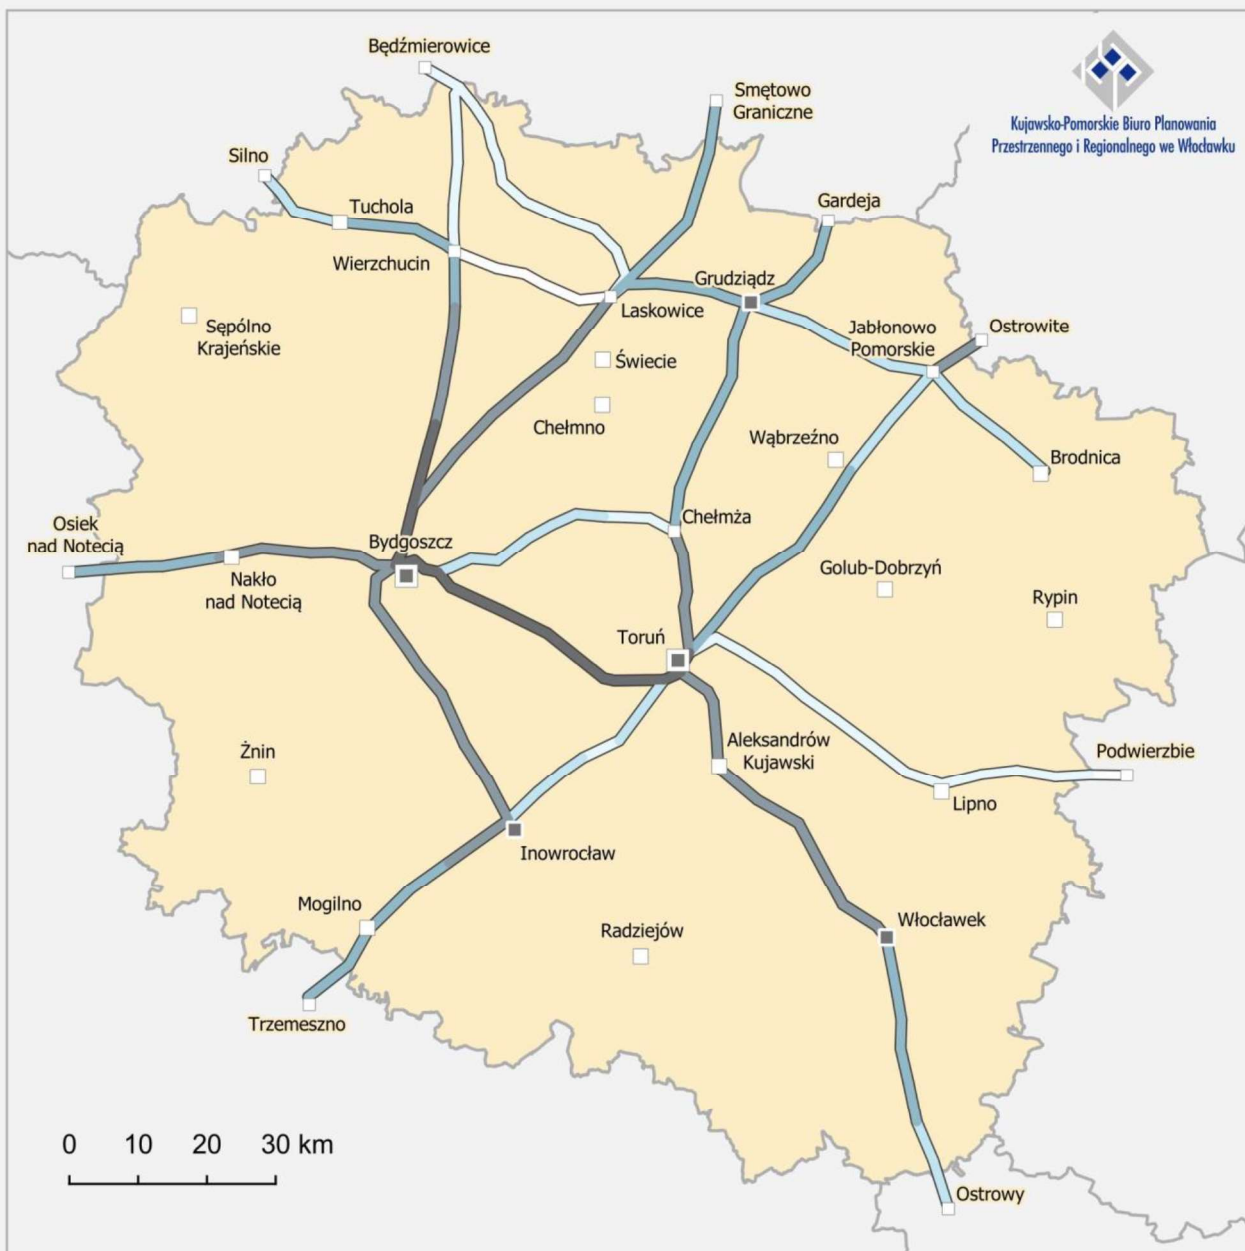 Będźmierowice
Smętowo
Graniczne
Kujawsko-Pomorskie Biuro Planowania
Przestrzennego i Regionalnego we Włocławku
Silno
Tuchola
Gardeja
Wierzchucin
Grudziądz
Laskowice
Jabłonowo
Pomorskie
Ostrowite
Sępólno
Krajeńskie
Świecie
Chełmno
Wąbrzeźno
Brodnica
Osiek
nad Notecią
Bydgoszcz
Chełmża
Nakło
nad Notecią
Golub-Dobrzyń
Rypin
Toruń
Żnin
Aleksandrów
Kujawski
Podwierzbie
Lipno
Inowrocław
Mogilno
Radziejów
Włocławek
Trzemeszno
0 10 20 30 km
Ostrowy